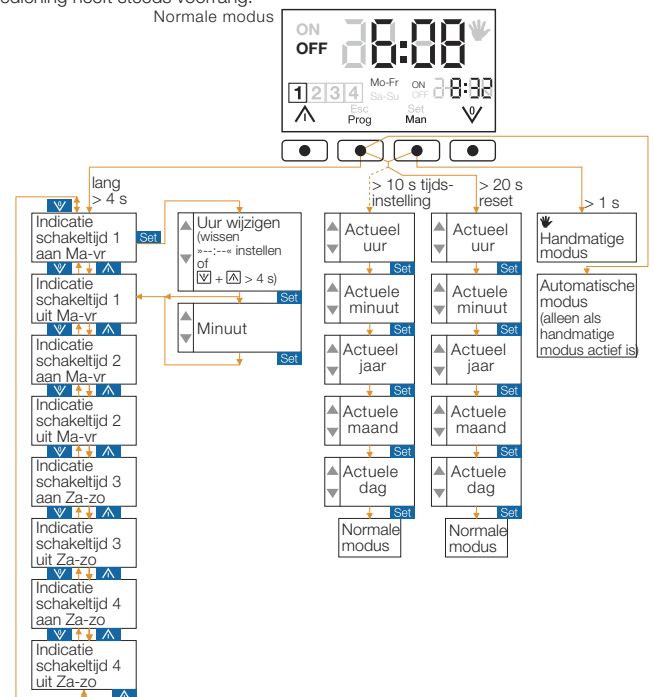 Normale modus
ON
OFF
6:08
1 2 3 4
Mo-Fr
Sa-Su
ON
OFF
8:32
Esc
Prog
Set
Man
lang
> 4 s
> 10 s tijds-
instelling
> 20 s
reset
> 1 s
Indicatie
schakeltijd 1
aan Ma-vr
Set
Uur wijzigen
(wissen
»--:--« instellen
of
+ > 4 s)
Set
Minuut
Set
Indicatie
schakeltijd 1
uit Ma-vr
Indicatie
schakeltijd 2
aan Ma-vr
Indicatie
schakeltijd 2
uit Ma-vr
Indicatie
schakeltijd 3
aan Za-zo
Indicatie
schakeltijd 3
uit Za-zo
Indicatie
schakeltijd 4
aan Za-zo
Indicatie
schakeltijd 4
uit Za-zo
Actueel
uur
Set
Actuele
minuut
Set
Actueel
jaar
Set
Actuele
maand
Set
Actuele
dag
Set
Normale
modus
Actueel
uur
Set
Actuele
minuut
Set
Actueel
jaar
Set
Actuele
maand
Set
Actuele
dag
Set
Normale
modus
Handmatige
modus
Automatische
modus
(alleen als
handmatige
modus actief is)